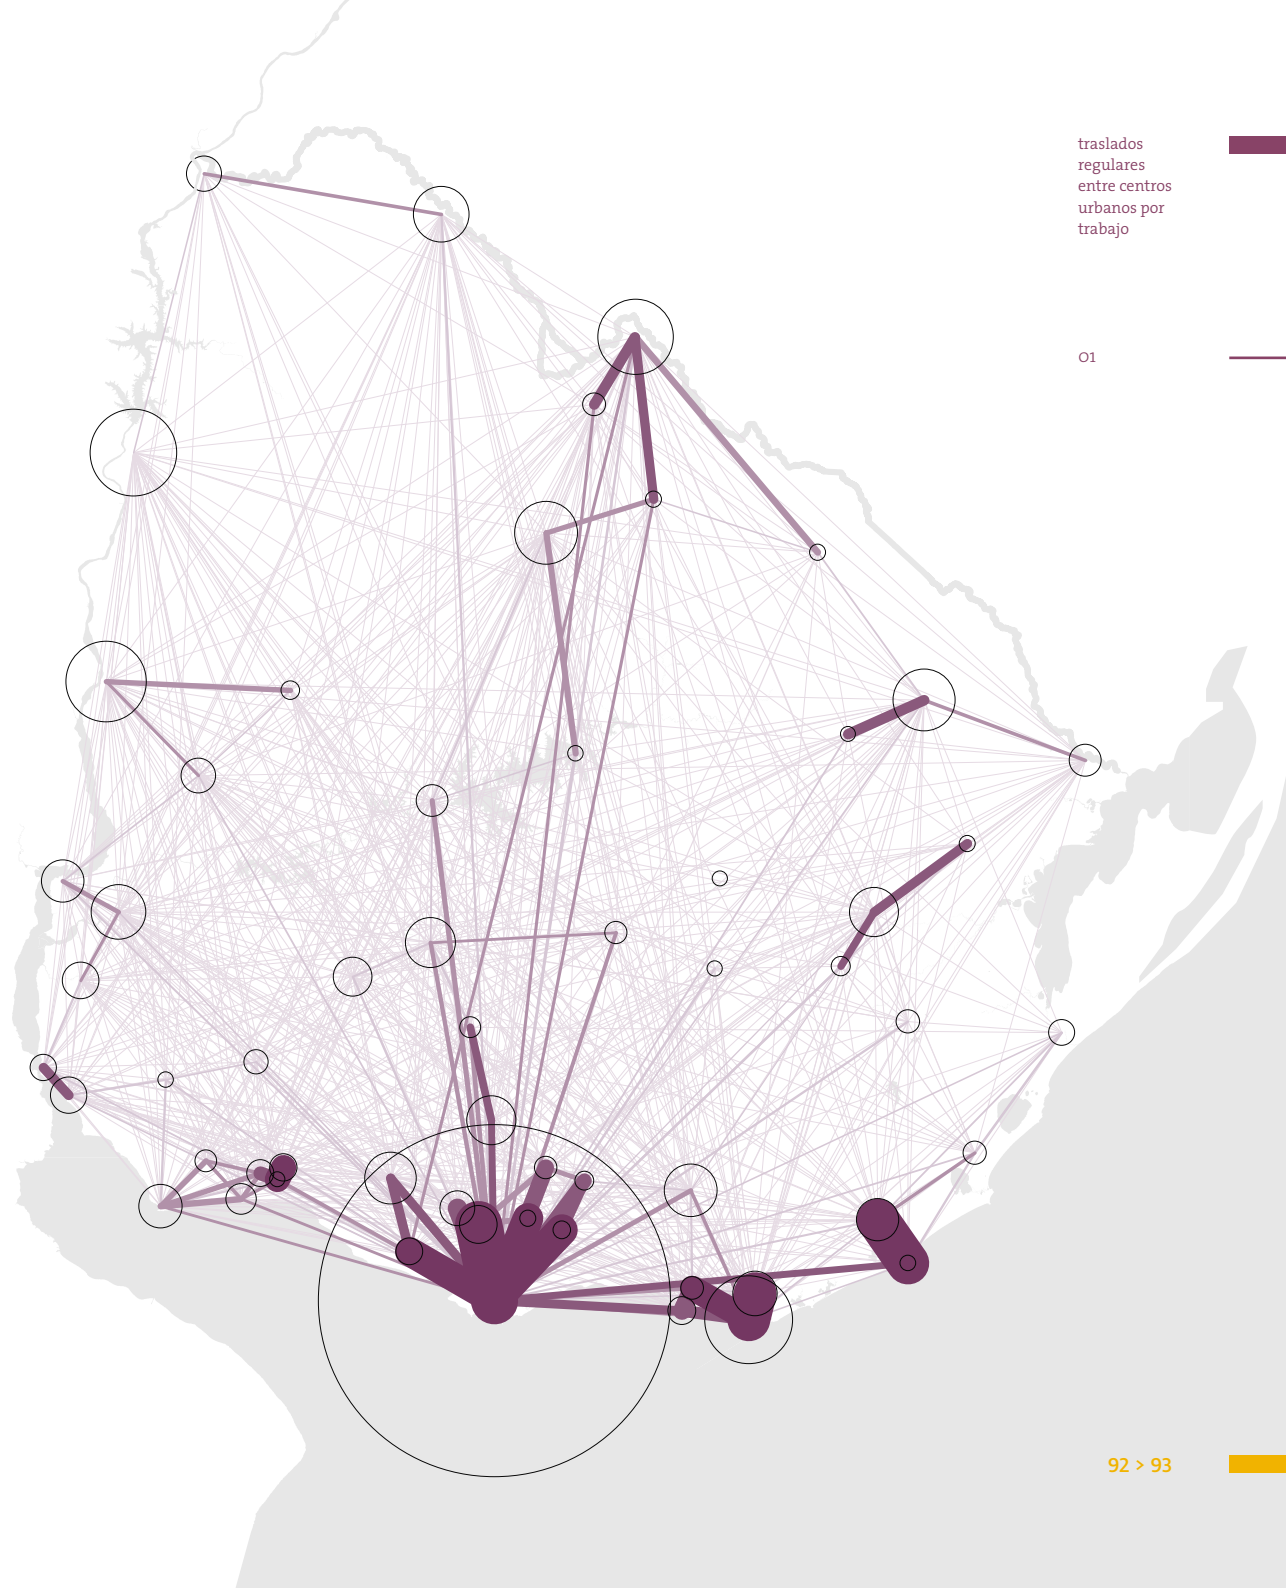 traslados
regulares
entre centros
urbanos por
trabajo
01
92 > 93